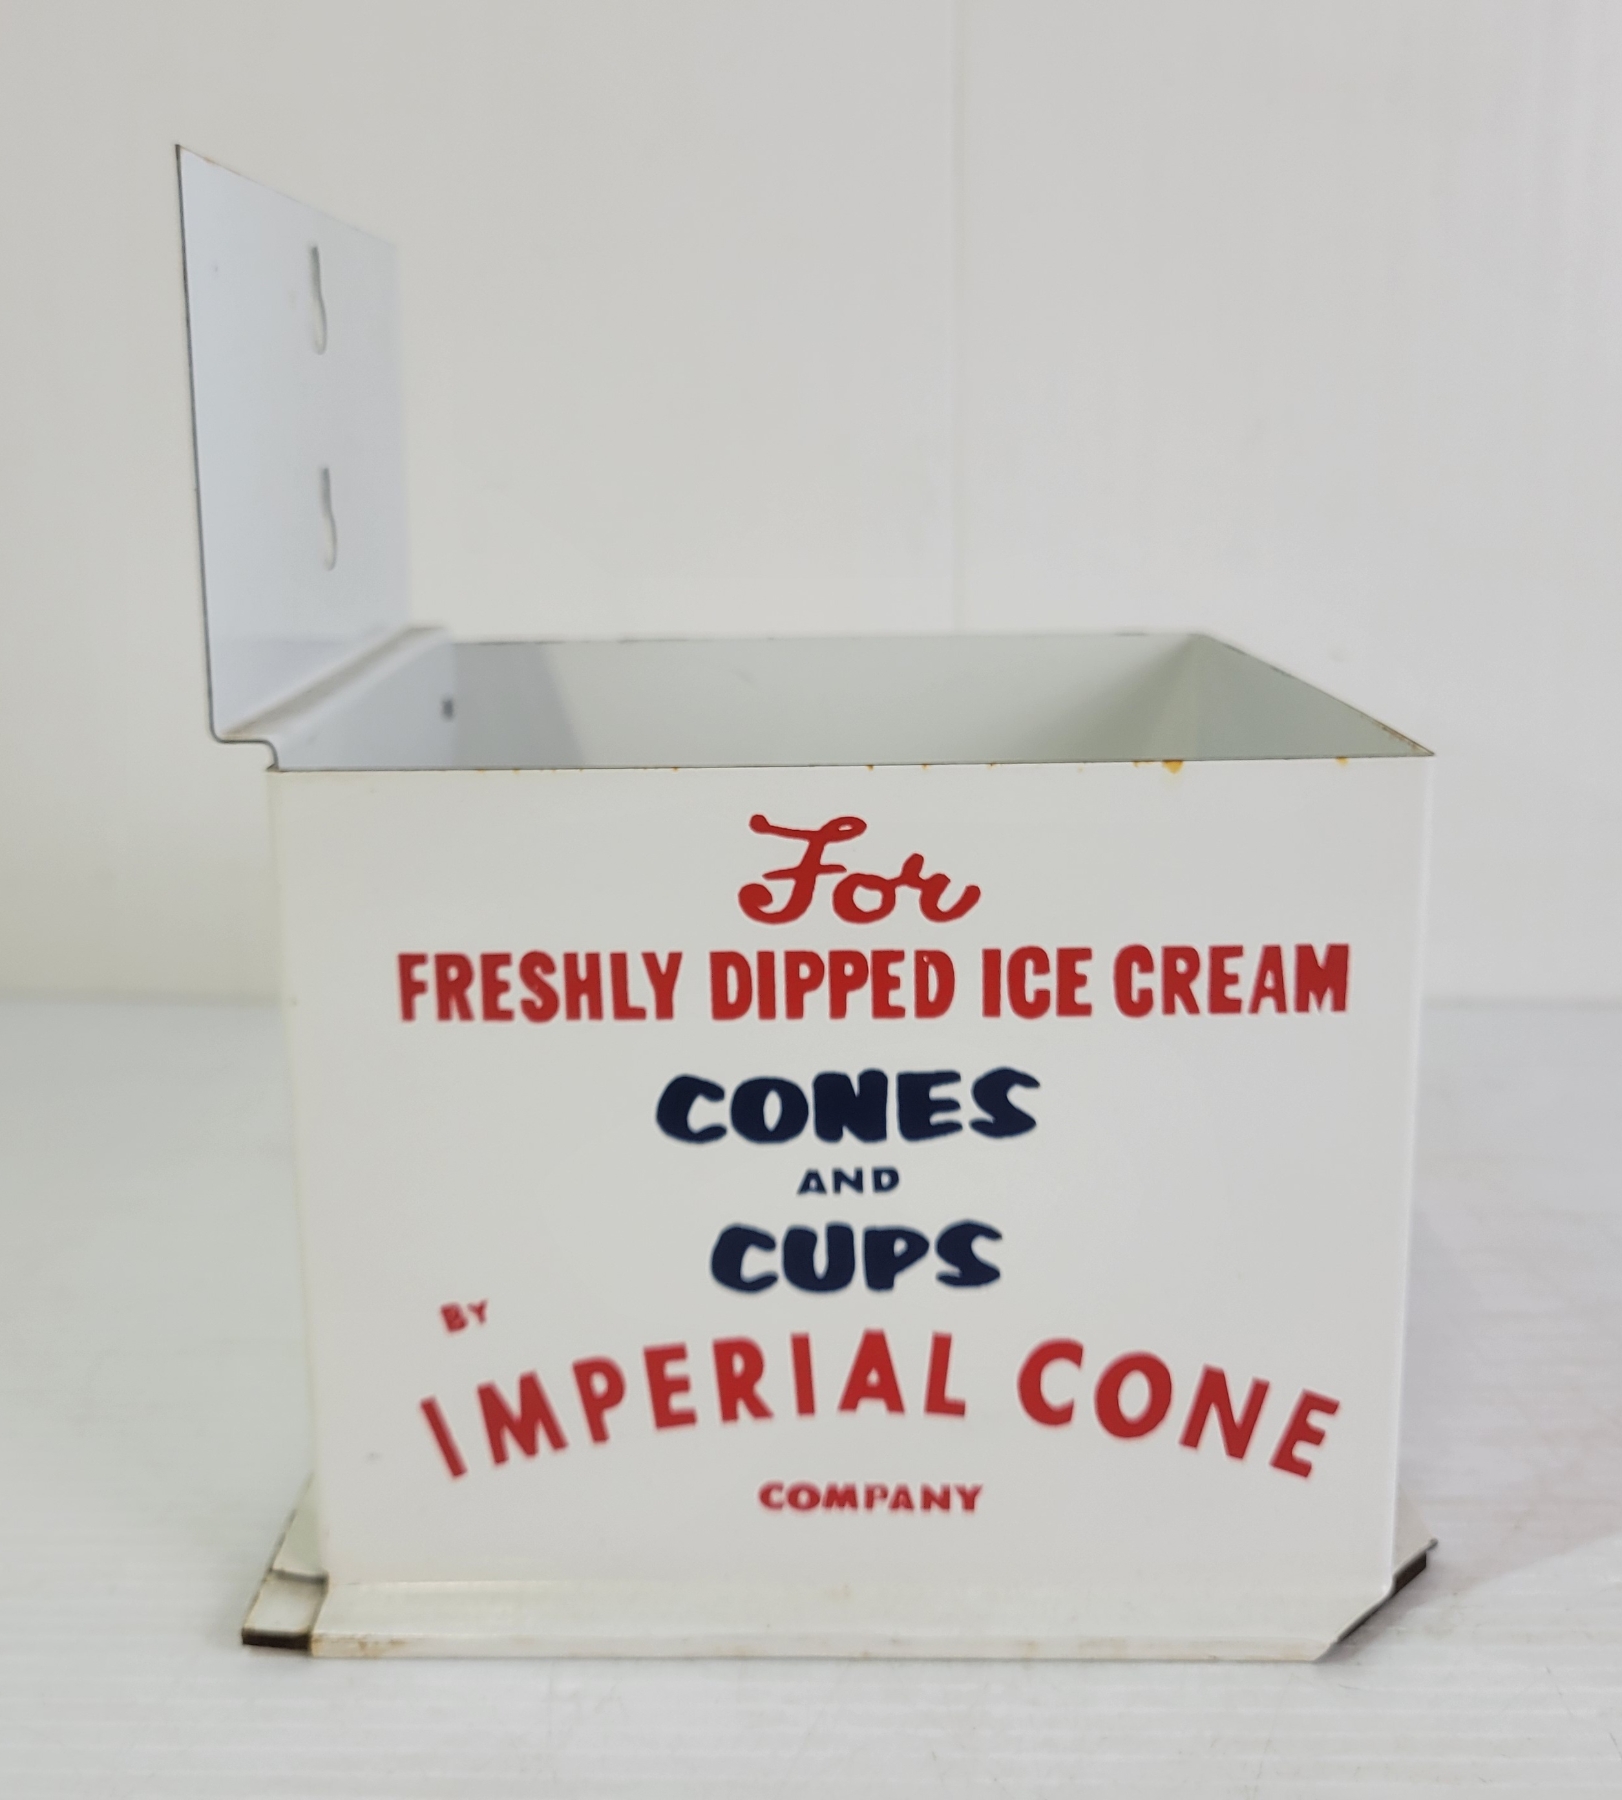 For
FRESHLY DIPPED ICE CREAM
CONES
AND
CUPS
BY
IMPERIAL CONE
COMPANY